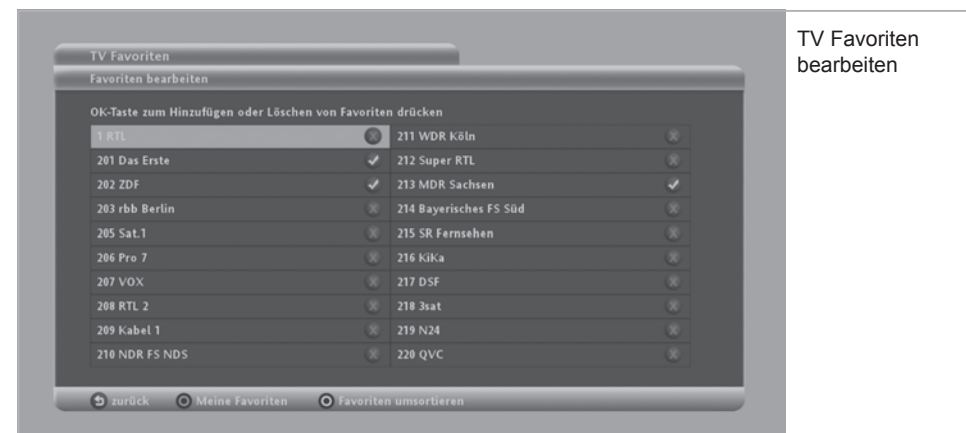 TV Favoriten
Favoriten bearbeiten
OK-Taste zum Hinzufügen oder Löschen von Favoriten drücken
1 RTL
201 Das Erste
202 ZDF
203 rbb Berlin
205 Sat.1
206 Pro 7
207 VOX
208 RTL 2
209 Kabel 1
210 NDR FS NDS
211 WDR Köln
212 Super RTL
213 MDR Sachsen
214 Bayerisches FS Süd
215 SR Fernsehen
216 KiKa
217 DSF
218 3sat
219 N24
220 QVC
zurück Meine Favoriten Favoriten umsortieren
TV Favoriten
bearbeiten